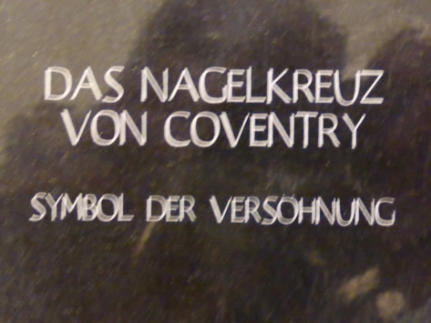 DAS NAGELKREUZ
VON COVENTRY
SYMBOL DER VERSÖHNUNG